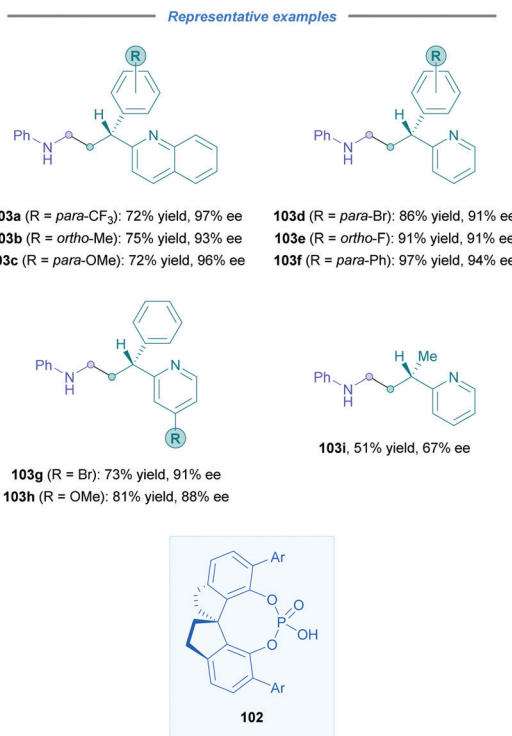 Representative examples
R
R
H
H
Ph
N
H
N
Ph
N
H
N
03a (R = para-CF₃): 72% yield, 97% ee
03b (R = ortho-Me): 75% yield, 93% ee
03c (R = para-OMe): 72% yield, 96% ee
103d (R = para-Br): 86% yield, 91% ee
103e (R = ortho-F): 91% yield, 91% ee
103f (R = para-Ph): 97% yield, 94% ee
H
Ph
N
H
N
R
103g (R = Br): 73% yield, 91% ee
103h (R = OMe): 81% yield, 88% ee
H
Me
Ph
N
H
N
103i, 51% yield, 67% ee
Ar
O
O
P
OH
O
Ar
102